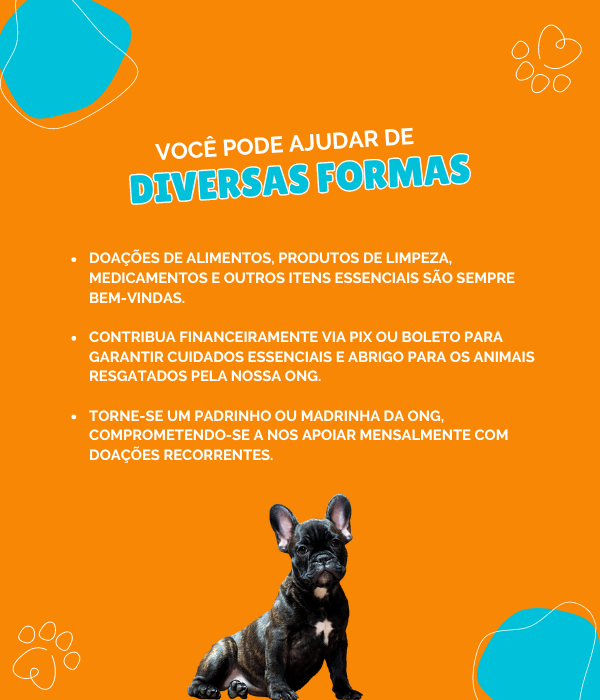 VOCÊ PODE AJUDAR DE
DIVERSAS FORMAS
• DOAÇÕES DE ALIMENTOS, PRODUTOS DE LIMPEZA,
MEDICAMENTOS E OUTROS ITENS ESSENCIAIS SÃO SEMPRE
BEM-VINDAS.
• CONTRIBUA FINANCEIRAMENTE VIA PIX OU BOLETO PARA
GARANTIR CUIDADOS ESSENCIAIS E ABRIGO PARA OS ANIMAIS
RESGATADOS PELA NOSSA ONG.
• TORNE-SE UM PADRINHO OU MADRINHA DA ONG,
COMPROMETENDO-SE A NOS APOIAR MENSALMENTE COM
DOAÇÕES RECORRENTES.